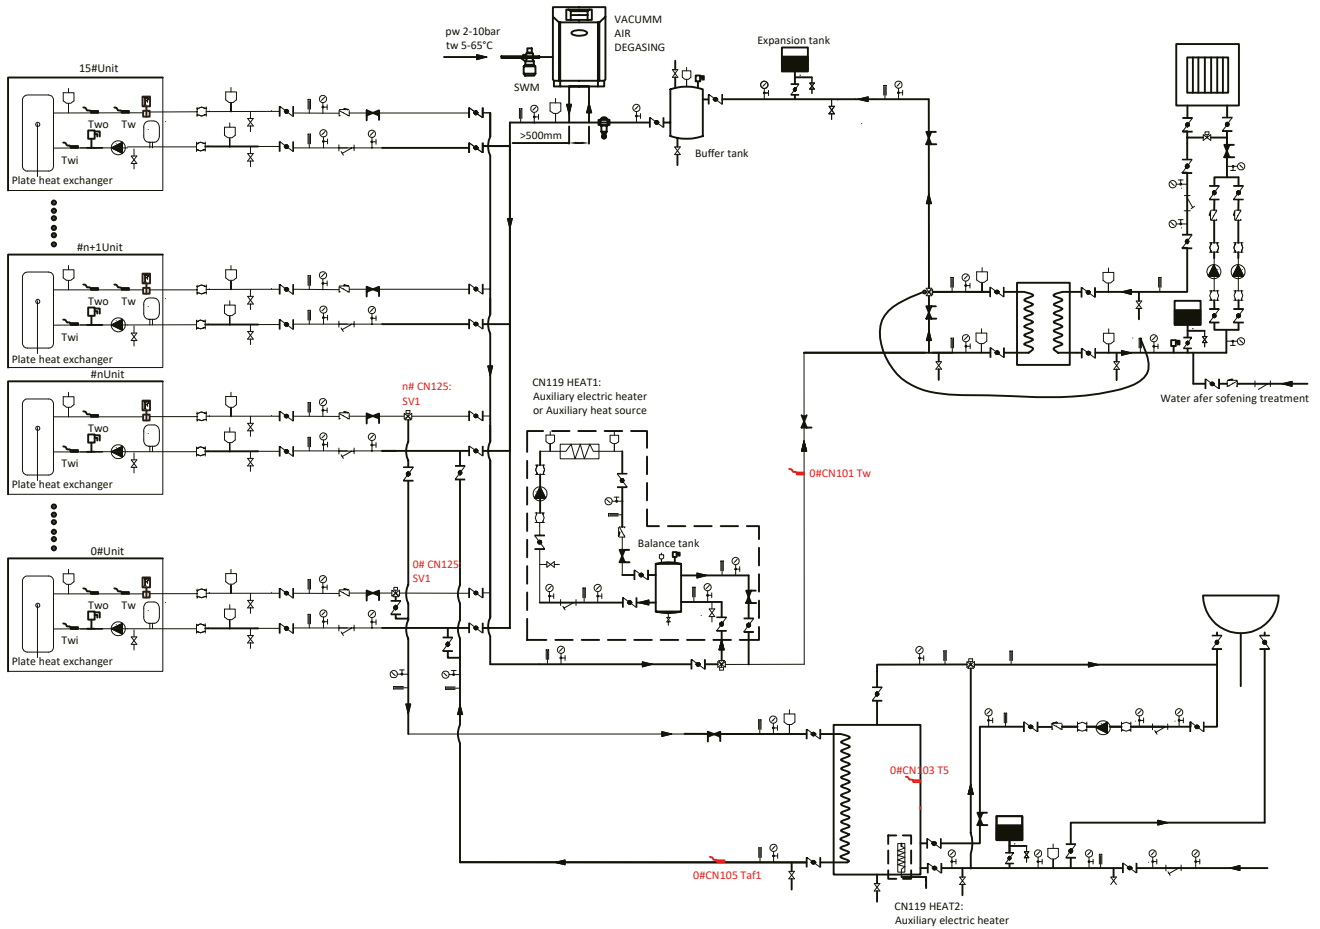 pw 2-10bar
tw 5-65°C
SWM
VACUMM
AIR
DEGASING
>500mm
Expansion tank
Buffer tank
15#Unit
Two
Tw
Twi
Plate heat exchanger
#n+1Unit
Two
Tw
Twi
Plate heat exchanger
#nUnit
Two
Tw
Twi
Plate heat exchanger
n# CN125:
SV1
CN119 HEAT1:
Auxiliary electric heater
or Auxiliary heat source
Water afer sofening treatment
0#CN101 Tw
Balance tank
0#Unit
Two
Tw
Twi
Plate heat exchanger
0# CN125
SV1
0#CN103 T5
0#CN105 Taf1
CN119 HEAT2:
Auxiliary electric heater